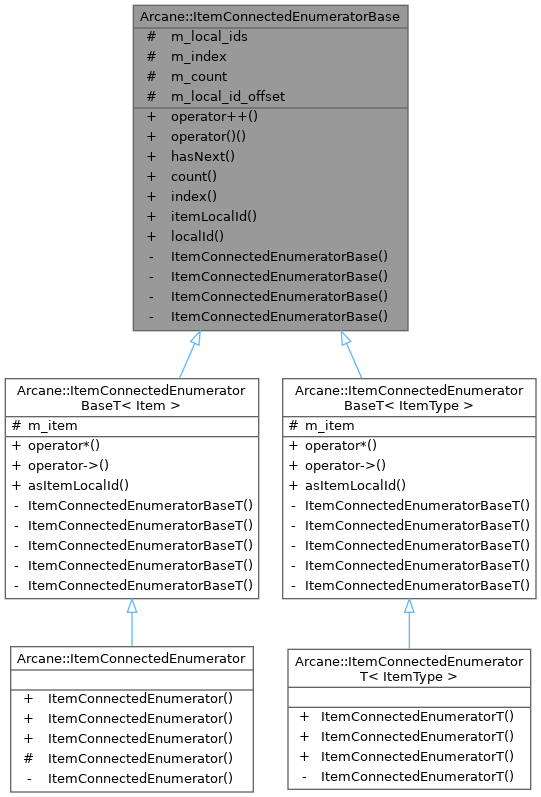 Arcane::ItemConnectedEnumeratorBase
# m_local_ids
# m_index
# m_count
# m_local_id_offset
+ operator++()
+ operator()()
+ hasNext()
+ count()
+ index()
+ itemLocalId()
+ localId()
- ItemConnectedEnumeratorBase()
- ItemConnectedEnumeratorBase()
- ItemConnectedEnumeratorBase()
- ItemConnectedEnumeratorBase()
Arcane::ItemConnectedEnumerator
BaseT< Item >
# m_item
+ operator*()
+ operator->()
+ asItemLocalId()
- ItemConnectedEnumeratorBaseT()
- ItemConnectedEnumeratorBaseT()
- ItemConnectedEnumeratorBaseT()
- ItemConnectedEnumeratorBaseT()
- ItemConnectedEnumeratorBaseT()
Arcane::ItemConnectedEnumerator
BaseT< ItemType >
# m_item
+ operator*()
+ operator->()
+ asItemLocalId()
- ItemConnectedEnumeratorBaseT()
- ItemConnectedEnumeratorBaseT()
- ItemConnectedEnumeratorBaseT()
- ItemConnectedEnumeratorBaseT()
- ItemConnectedEnumeratorBaseT()
Arcane::ItemConnectedEnumerator
+ ItemConnectedEnumerator()
+ ItemConnectedEnumerator()
+ ItemConnectedEnumerator()
# ItemConnectedEnumerator()
- ItemConnectedEnumerator()
Arcane::ItemConnectedEnumerator
T< ItemType >
+ ItemConnectedEnumeratorT()
+ ItemConnectedEnumeratorT()
+ ItemConnectedEnumeratorT()
- ItemConnectedEnumeratorT()